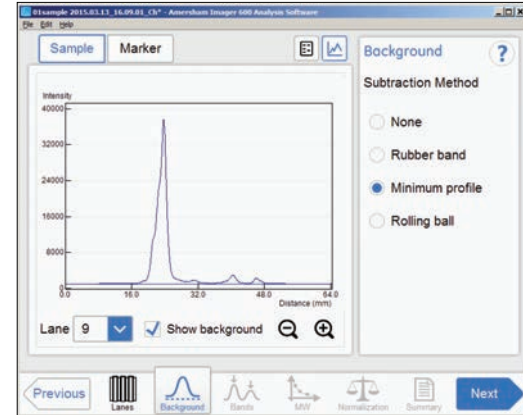 01sample 2015.03.13_16.09.01_Ch* - Amersham Imager 600 Analysis Software
File Edit Help
Sample Marker
Background ?
Subtraction Method
None
Rubber band
Minimum profile
Rolling ball
Intensity
40000
32000
24000
16000
8000
0.0 16.0 32.0 48.0 64.0
Distance (mm)
Lane 9 Show background
Previous Lanes Background Bands MW Normalization Summary Next